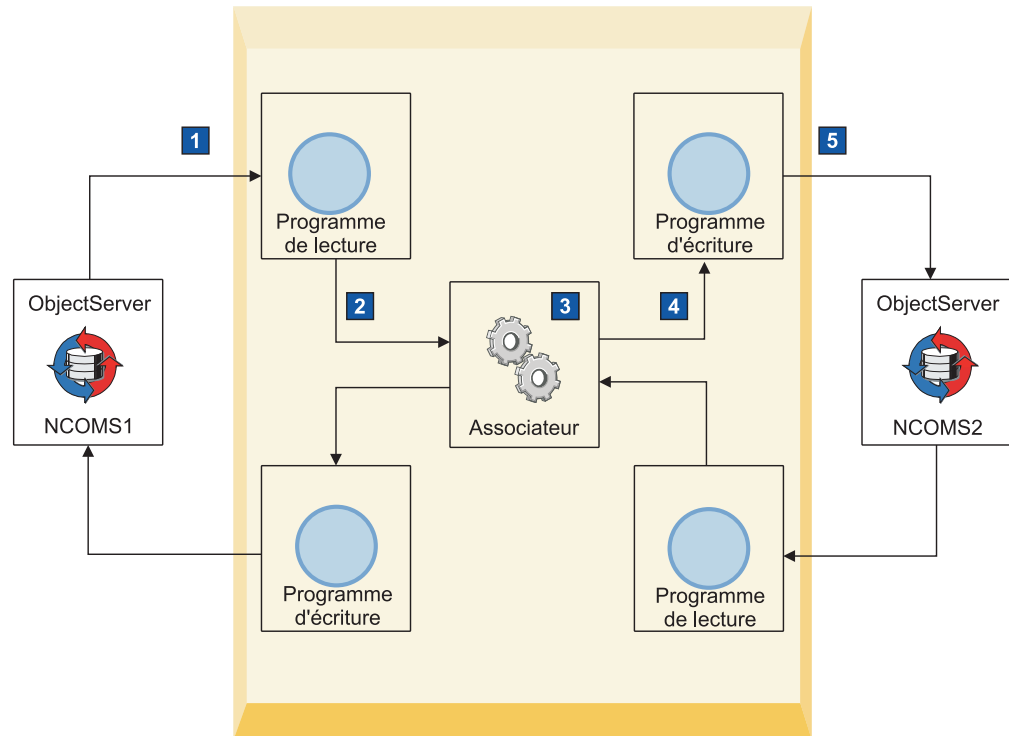 1
5
Programme
de lecture
Programme
d'écriture
2
3
4
ObjectServer
NCOMS1
Associateur
ObjectServer
NCOMS2
Programme
d'écriture
Programme
de lecture